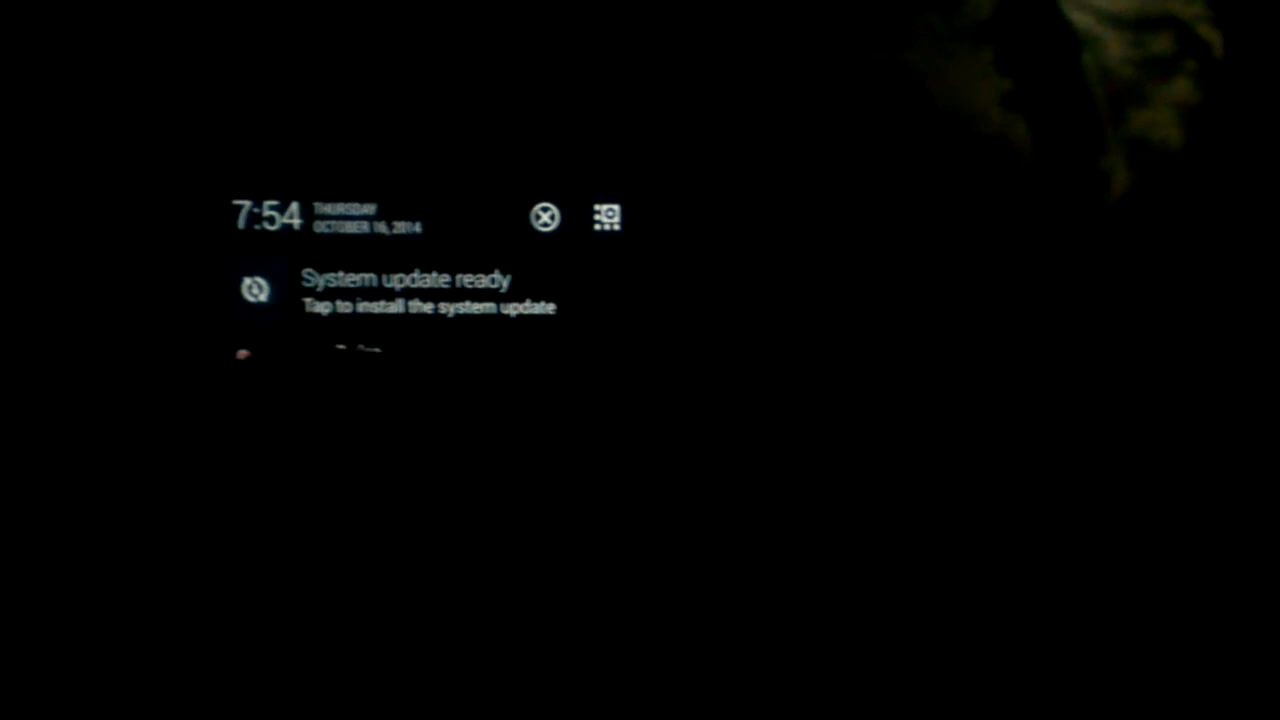 7:54
THURSDAY
OCTOBER 16, 2014
System update ready
Tap to install the system update